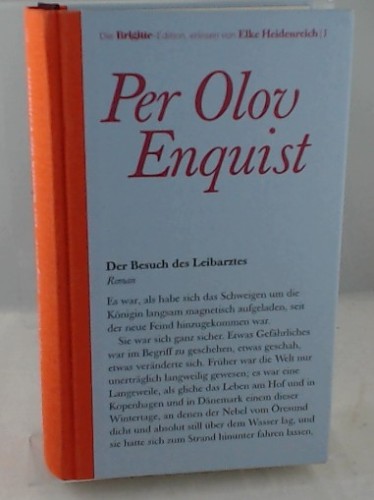 Die Brigitte-Edition, erlesen von Elke Heidenreich | 1
Per Olov
Enquist
Der Besuch des Leibarztes
Roman
Es war, als habe sich das Schweigen um die
Königin langsam magnetisch aufgeladen, seit
der neue Feind hinzugekommen war.
Sie war sich ganz sicher. Etwas Gefährliches
war im Begriff zu geschehen, etwas geschah,
etwas veränderte sich. Früher war die Welt nur
unerträglich langweilig gewesen; es war eine
Langeweile, als gliche das Leben am Hof und in
Kopenhagen und in Dänemark einem dieser
Wintertage, an denen der Nebel vom Öresund
dicht und absolut still über dem Wasser lag, und
sie hatte sich zum Strand hinunter fahren lassen,